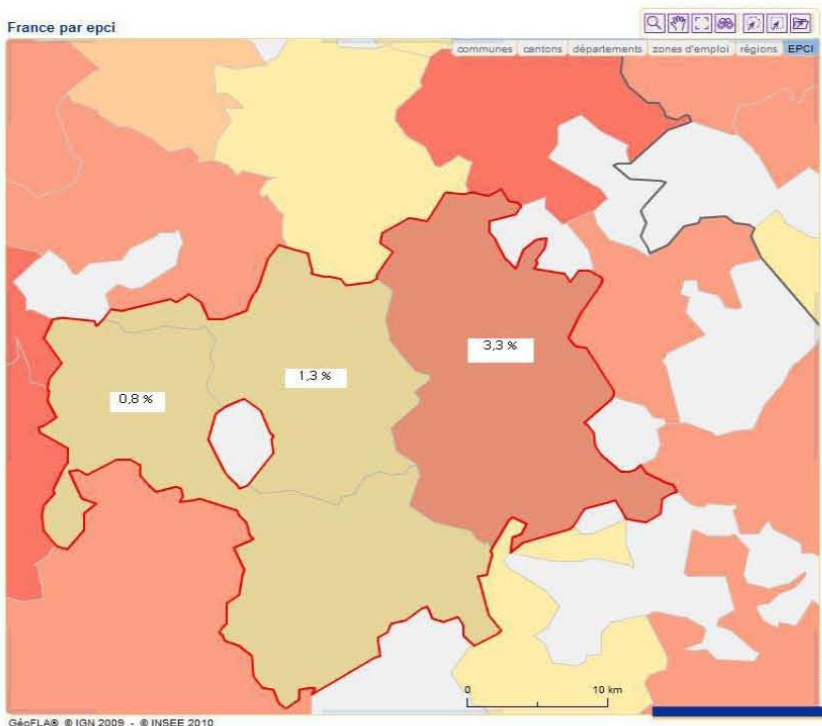 France par epci
communes cantons départements zones d'emploi régions EPCI
3,3 %
1,3 %
0,8 %
0 10 km
GéoFLA® © IGN 2009 - © INSEE 2010